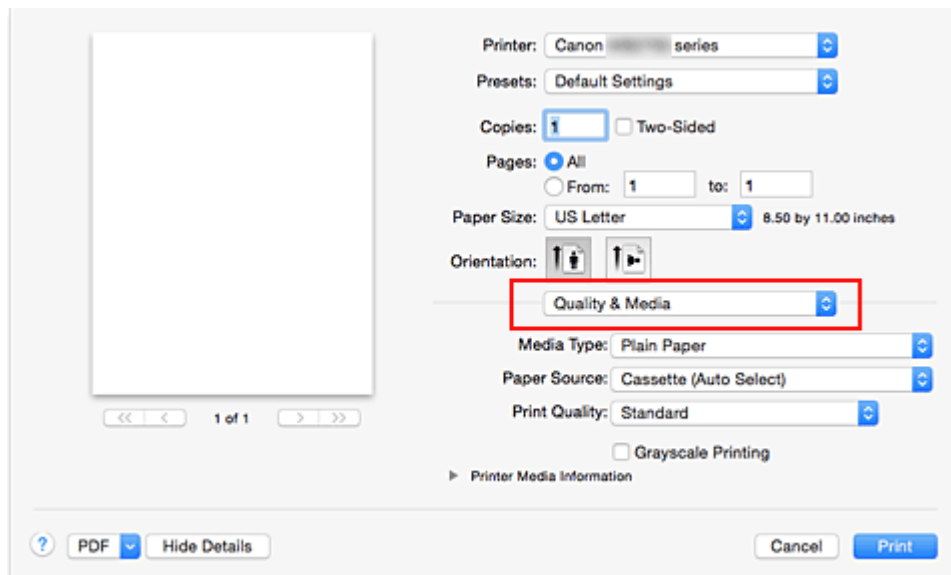 Printer: Canon series
Presets: Default Settings
Copies: 1 Two-Sided
Pages: All
From: 1 to: 1
Paper Size: US Letter 8.50 by 11.00 inches
Orientation:
Quality & Media
Media Type: Plain Paper
Paper Source: Cassette (Auto Select)
Print Quality: Standard
Grayscale Printing
Printer Media Information
<< < 1 of 1 > >>
? PDF Hide Details Cancel Print